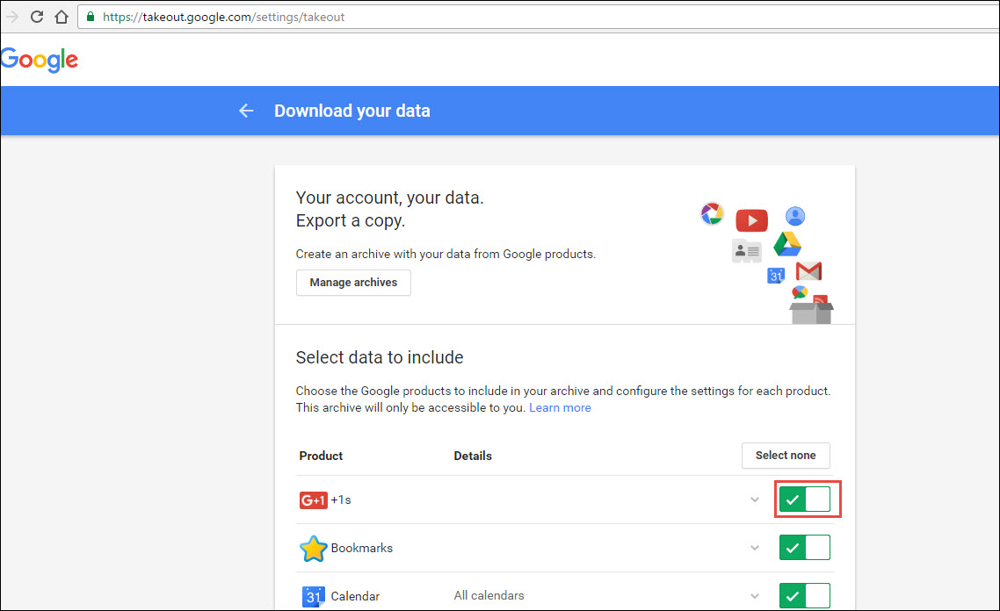 https://takeout.google.com/settings/takeout
Google
Download your data
Your account, your data.
Export a copy.
Create an archive with your data from Google products.
Manage archives
31
Select data to include
Choose the Google products to include in your archive and configure the settings for each product.
This archive will only be accessible to you. Learn more
Product Details Select none
G+1 +1s
Bookmarks
31 Calendar All calendars